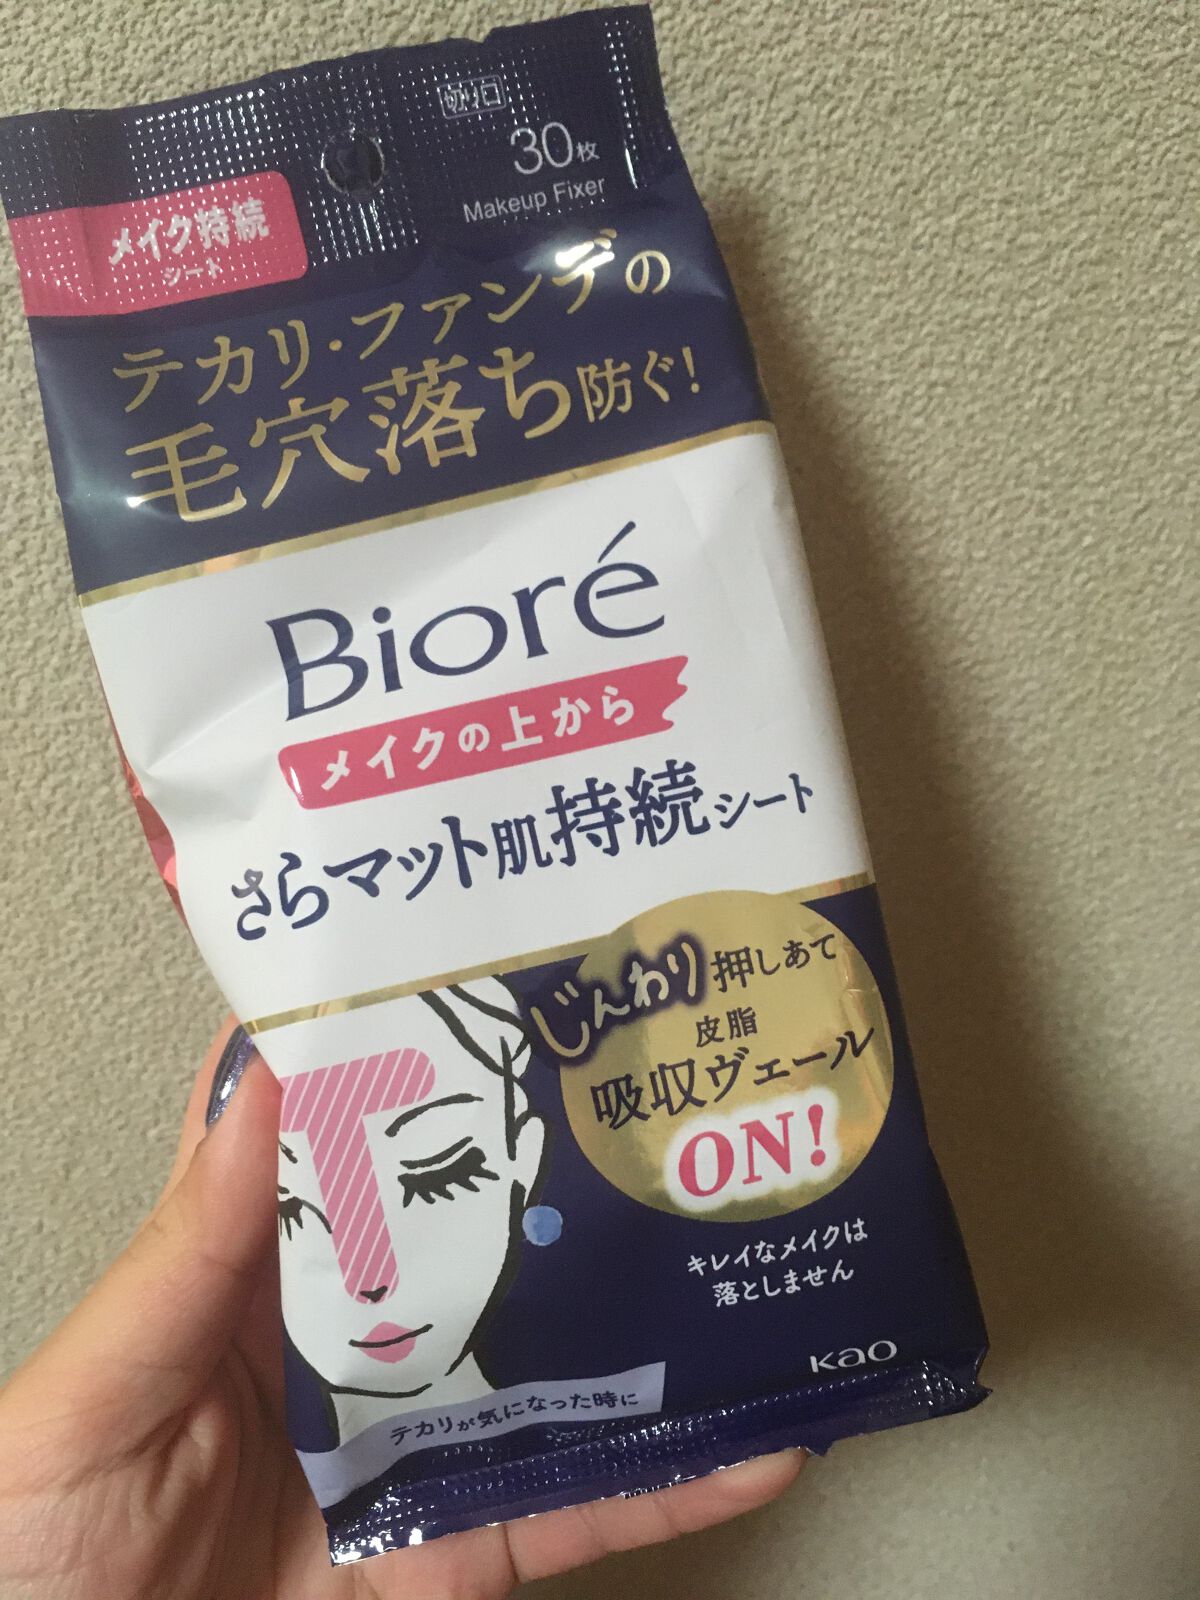 切り口
30枚
Makeup Fixer
メイク持続
シート
テカリ・ファンデの
毛穴落ち防ぐ!
Bioré
メイクの上から
さらマット肌持続シート
じんわり押しあて
皮脂
吸収ヴェール
ON!
キレイなメイクは
落としません
Kao
テカリが気になった時に